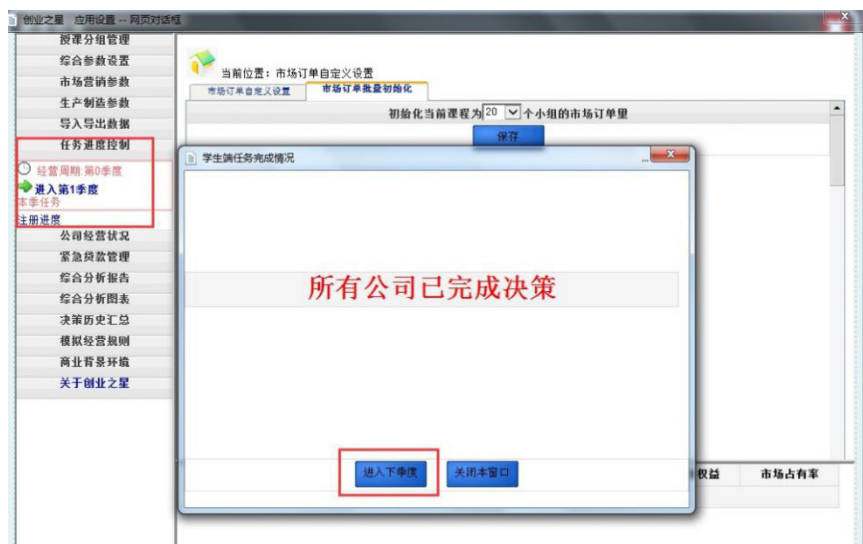 创业之星 应用设置 -- 网页对话框
授课分组管理
综合参数设置
市场营销参数
生产制造参数
导入导出数据
任务进度控制
经营周期:第0季度
进入第1季度
本季任务
注册进度
公司经营状况
紧急贷款管理
综合分析报告
综合分析图表
决策历史汇总
模拟经营规则
商业背景环境
关于创业之星
当前位置：市场订单自定义设置
市场订单自定义设置
市场订单批量初始化
初始化当前课程为 20 个小组的市场订单量
保存
学生端任务完成情况
所有公司已完成决策
进入下季度
关闭本窗口
权益
市场占有率